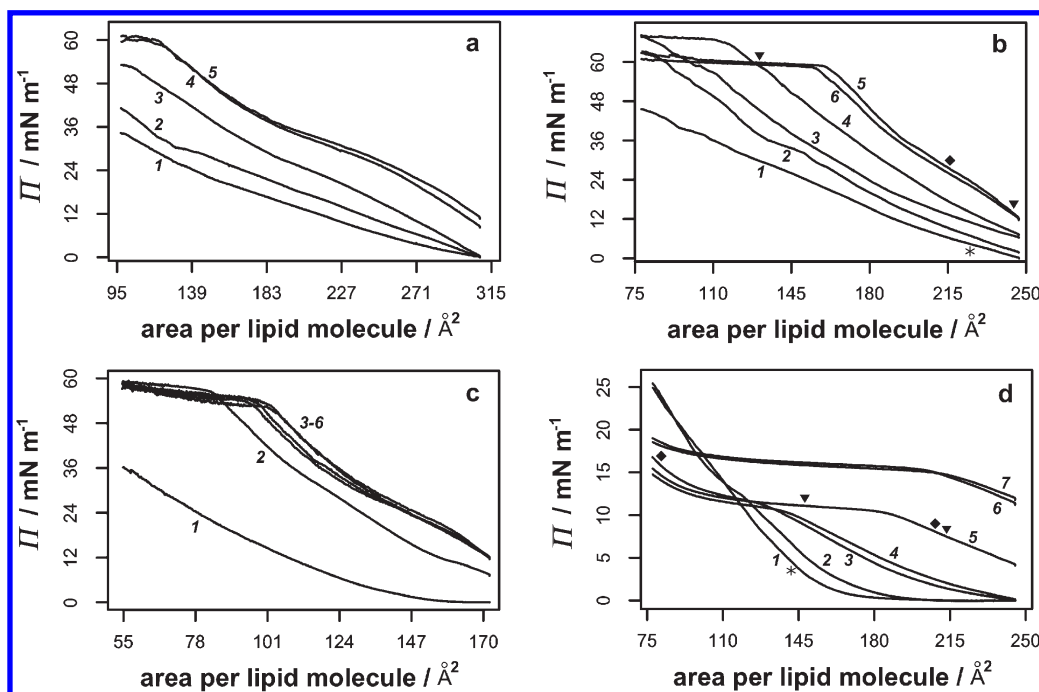 a
60
48
36
24
12
0
Π / mN m⁻¹
1
2
3
4
5
95 139 183 227 271 315
area per lipid molecule / Å²
b
60
48
36
24
12
0
Π / mN m⁻¹
1
2
3
4
5
6
*
75 110 145 180 215 250
area per lipid molecule / Å²
c
60
48
36
24
12
0
Π / mN m⁻¹
1
2
3-6
55 78 101 124 147 170
area per lipid molecule / Å²
d
25
20
15
10
5
0
Π / mN m⁻¹
1
2
3
4
5
6
7
*
75 110 145 180 215 250
area per lipid molecule / Å²